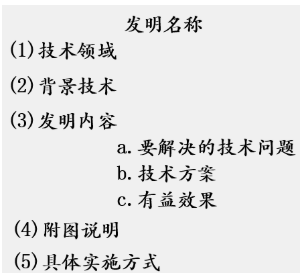 发明名称
(1)技术领域
(2)背景技术
(3)发明内容
a.要解决的技术问题
b.技术方案
c.有益效果
(4)附图说明
(5)具体实施方式